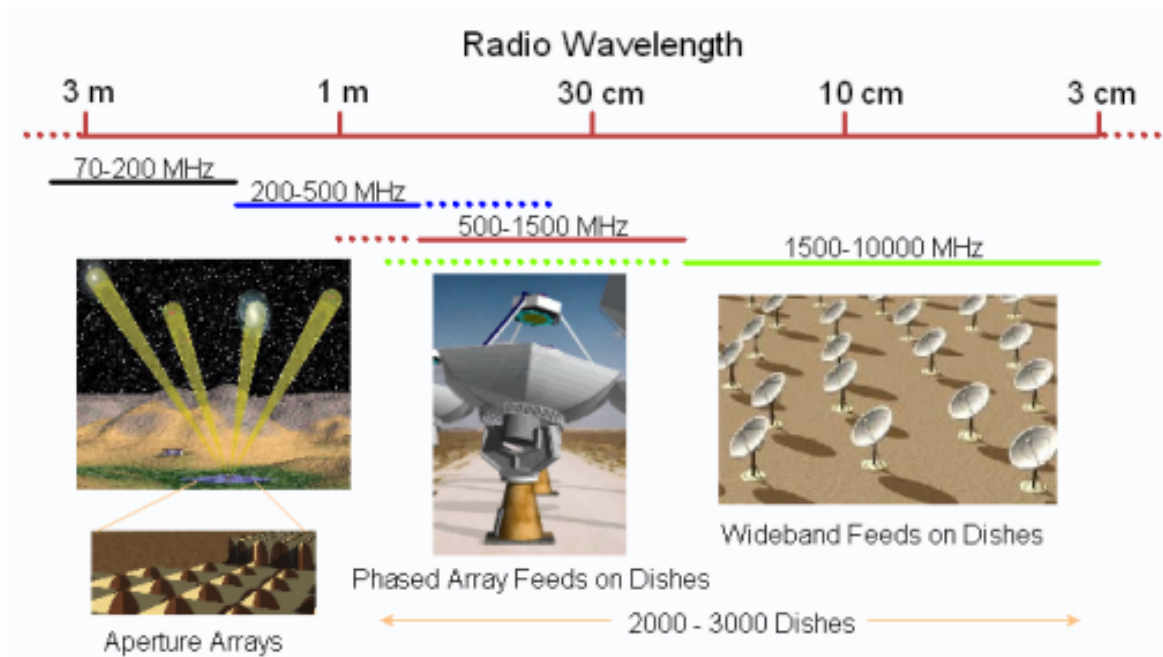 Radio Wavelength
3 m 1 m 30 cm 10 cm 3 cm
70-200 MHz
200-500 MHz
500-1500 MHz
1500-10000 MHz
Wideband Feeds on Dishes
Phased Array Feeds on Dishes
2000 - 3000 Dishes
Aperture Arrays